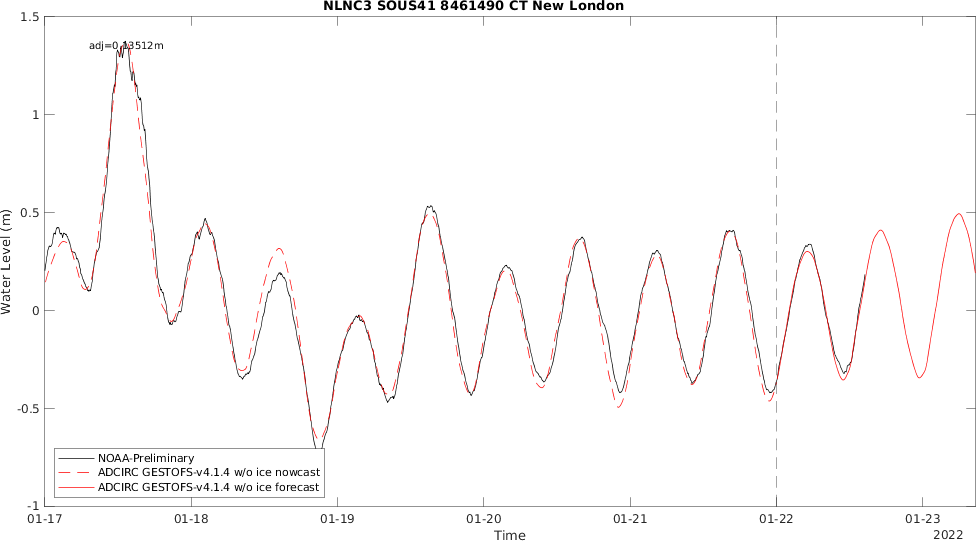 NLNC3 SOUS41 8461490 CT New London
adj=0.13512m
1.5
1
0.5
0
-0.5
-1
Water Level (m)
NOAA-Preliminary
ADCIRC GESTOFS-v4.1.4 w/o ice nowcast
ADCIRC GESTOFS-v4.1.4 w/o ice forecast
01-17 01-18 01-19 01-20 01-21 01-22 01-23
Time
2022